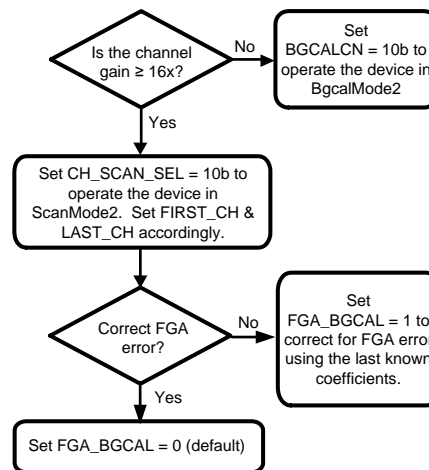 Is the channel
gain ≥ 16x?
No
Set
BGCALCN = 10b to
operate the device in
BgcalMode2
Yes
Set CH_SCAN_SEL = 10b to
operate the device in
ScanMode2. Set FIRST_CH &
LAST_CH accordingly.
Correct FGA
error?
No
Set
FGA_BGCAL = 1 to
correct for FGA error
using the last known
coefficients.
Yes
Set FGA_BGCAL = 0 (default)